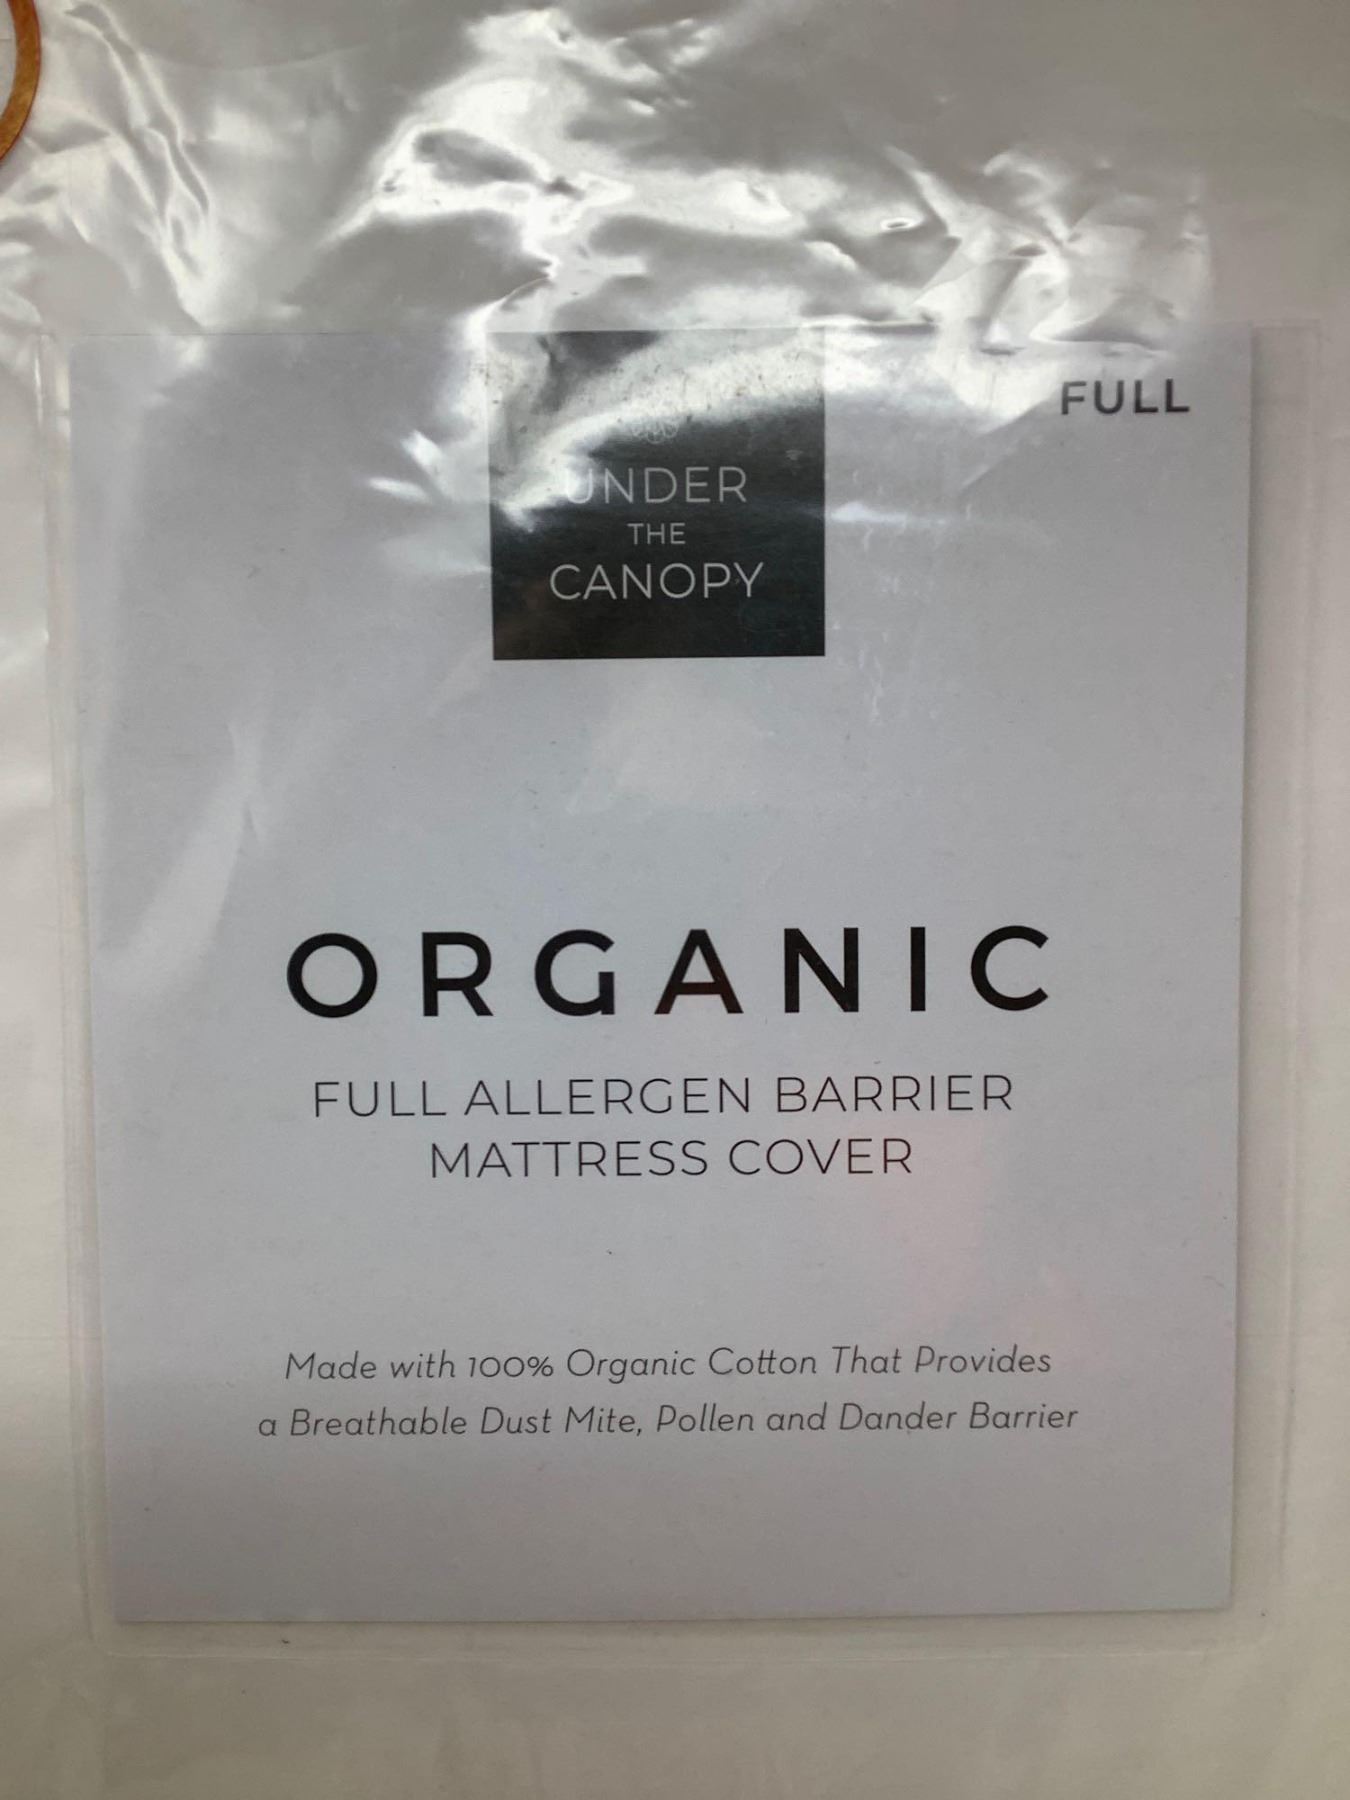 FULL
UNDER
THE
CANOPY
ORGANIC
FULL ALLERGEN BARRIER
MATTRESS COVER
Made with 100% Organic Cotton That Provides
a Breathable Dust Mite, Pollen and Dander Barrier